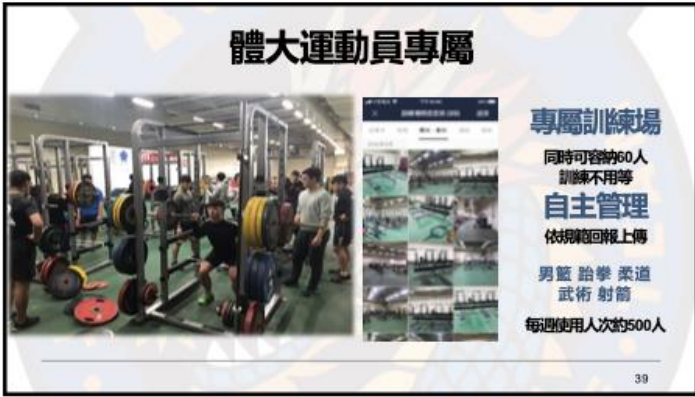 體大運動員專屬
專屬訓練場
同時可容納60人
訓練不用等
自主管理
依規範回報上傳
男籃 跆拳 柔道
武術 射箭
每週使用人次約500人
39